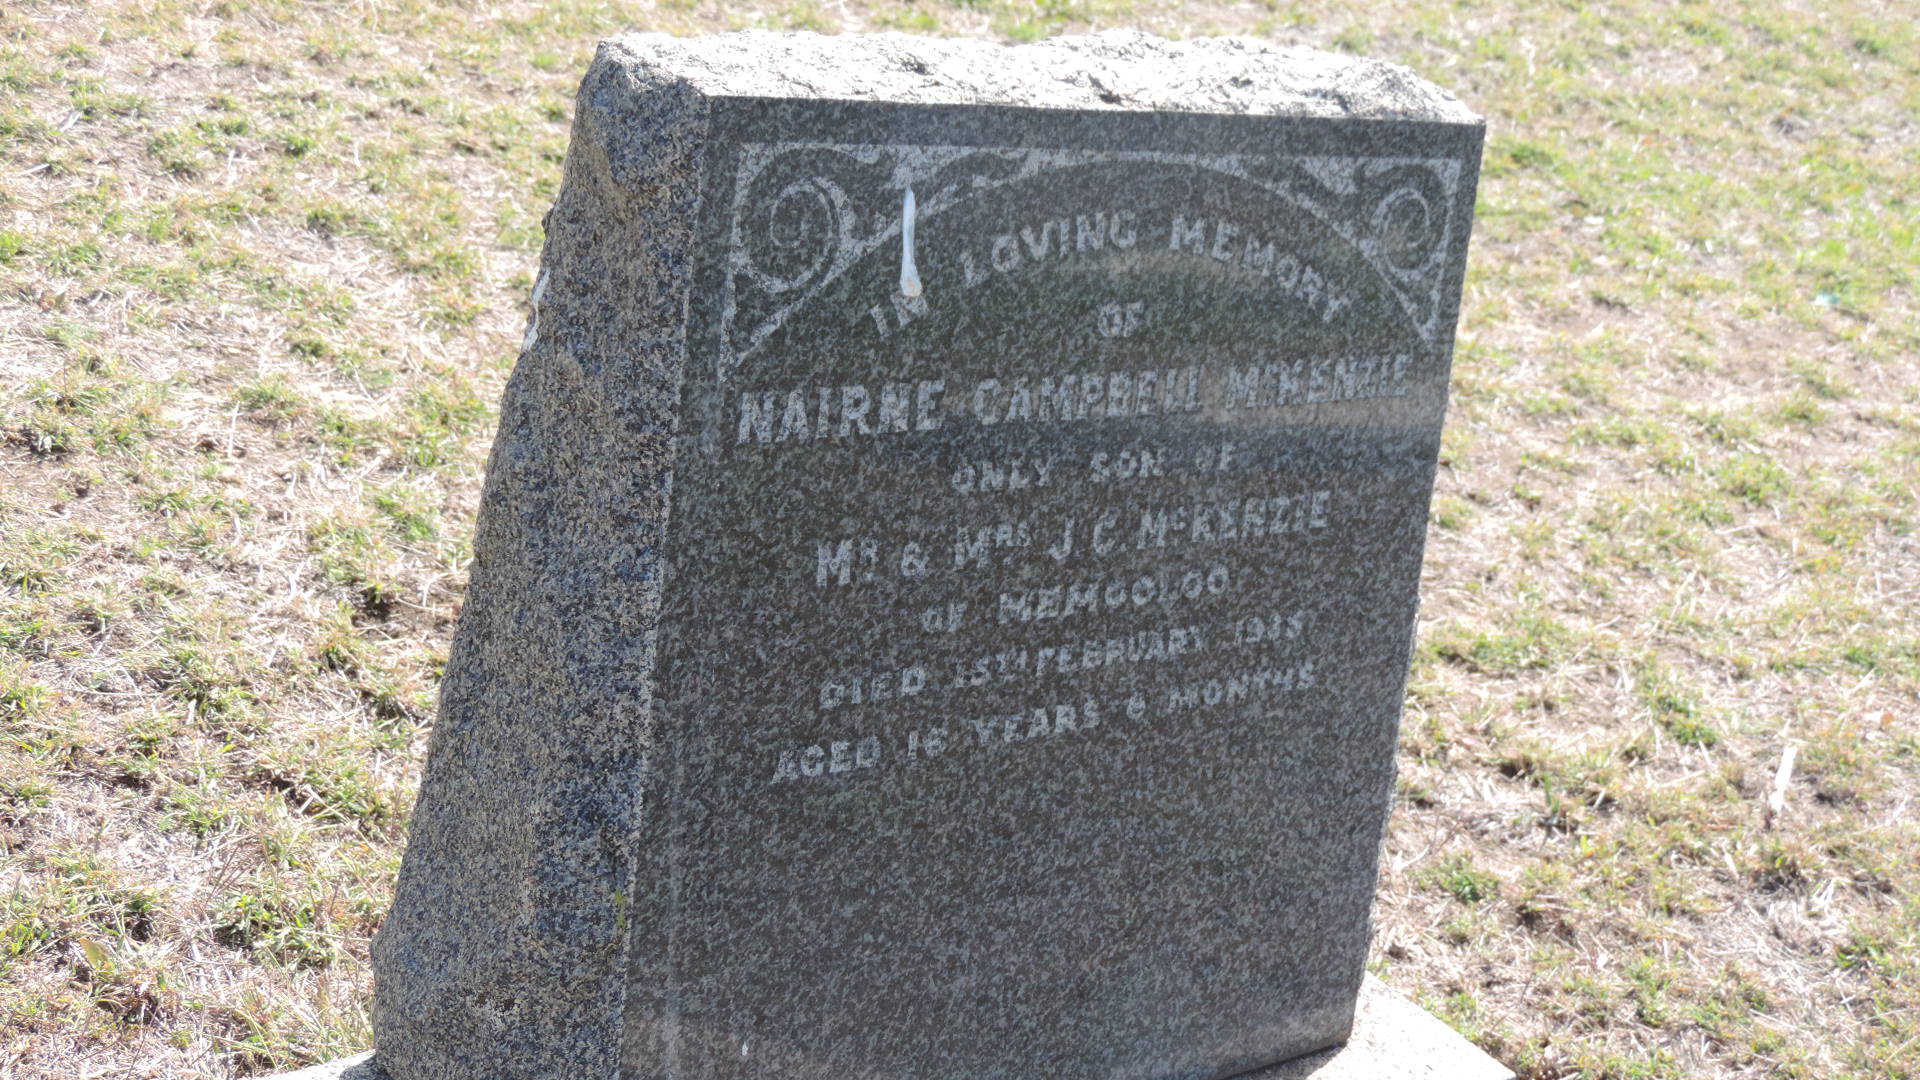 IN LOVING MEMORY
OF
NAIRNE CAMPBELL McKENZIE
ONLY SON OF
Mr & Mrs J. C. McKENZIE
OF MEMGOLOO
DIED 15TH FEBRUARY
AGED 16 YEARS 6 MONTHS